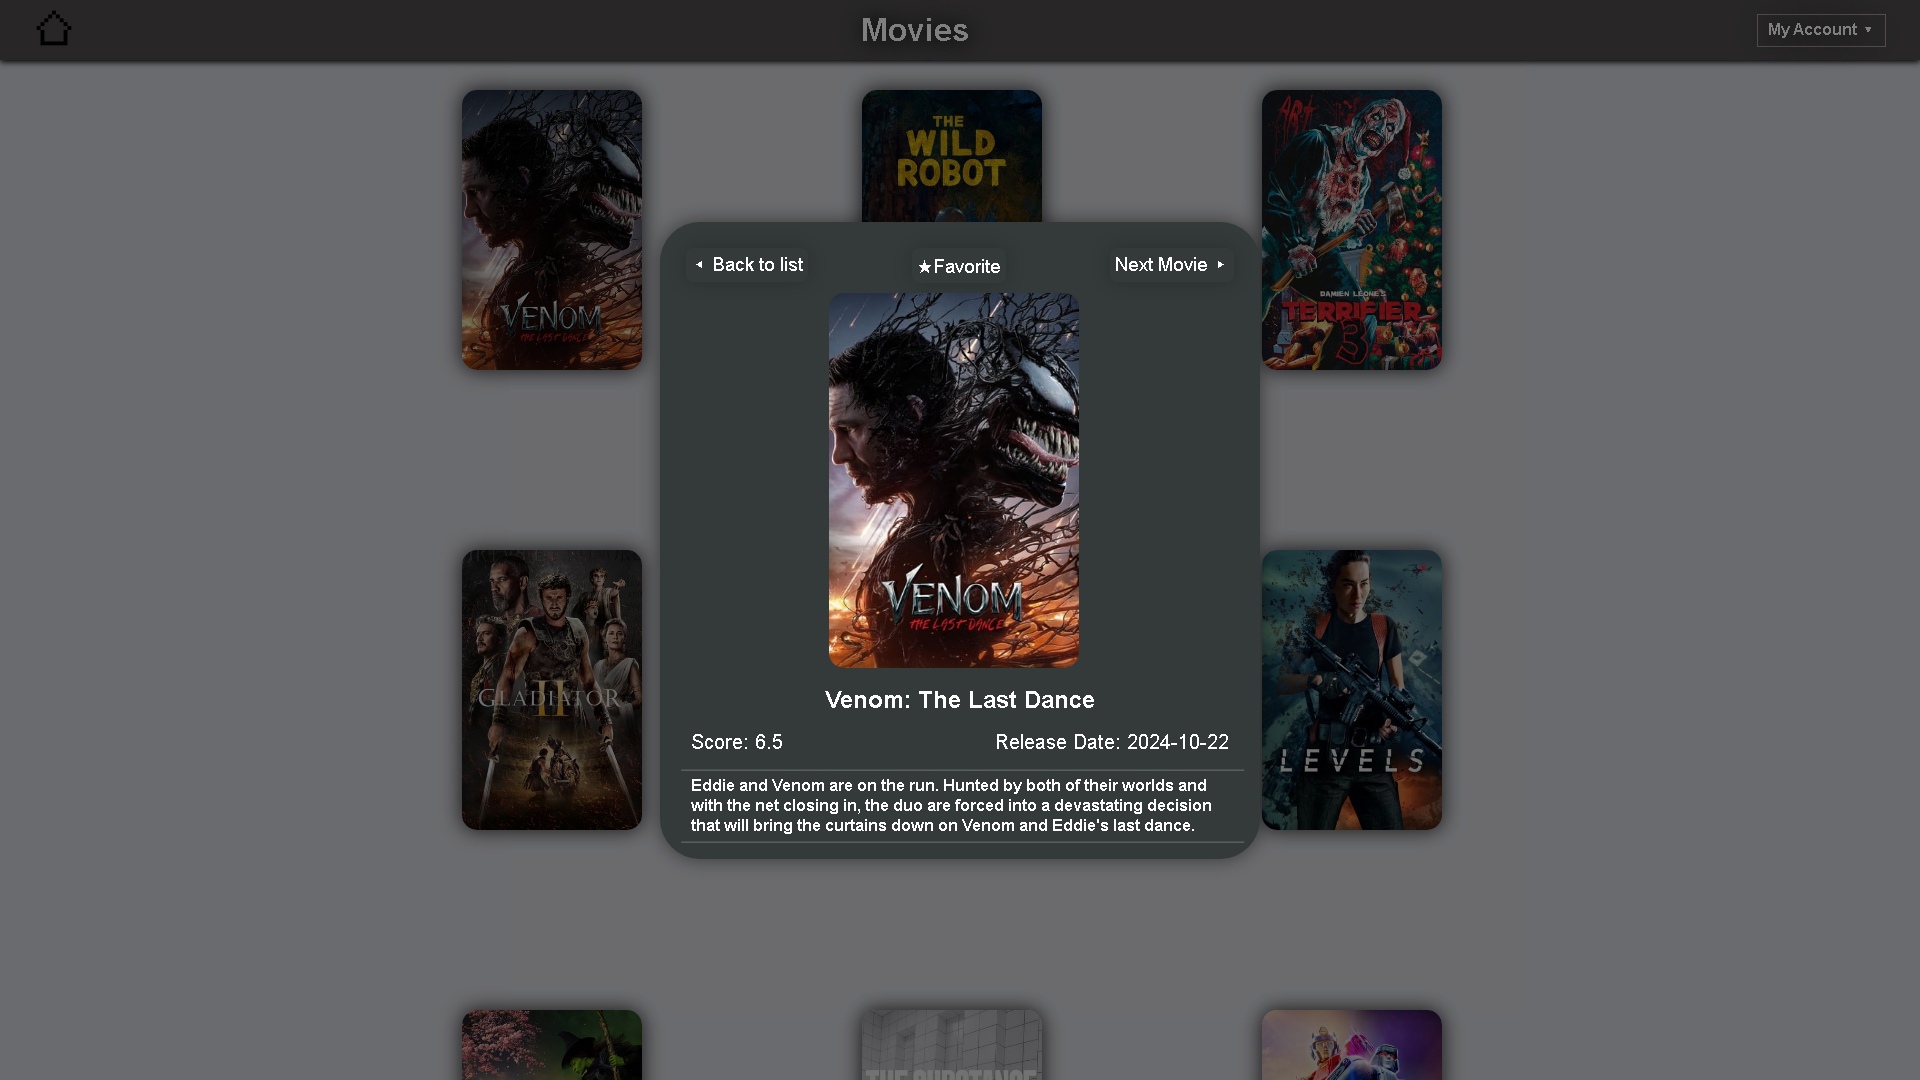 Movies
My Account ▼
VENOM
THE LAST DANCE
THE
WILD
ROBOT
ART
DAMIEN LEONE'S
TERRIFIER
3
◂ Back to list
★Favorite
Next Movie ▸
VENOM
THE LAST DANCE
Venom: The Last Dance
Score: 6.5
Release Date: 2024-10-22
Eddie and Venom are on the run. Hunted by both of their worlds and
with the net closing in, the duo are forced into a devastating decision
that will bring the curtains down on Venom and Eddie's last dance.
GLADIATOR
II
LEVELS
THE SUBSTANCE